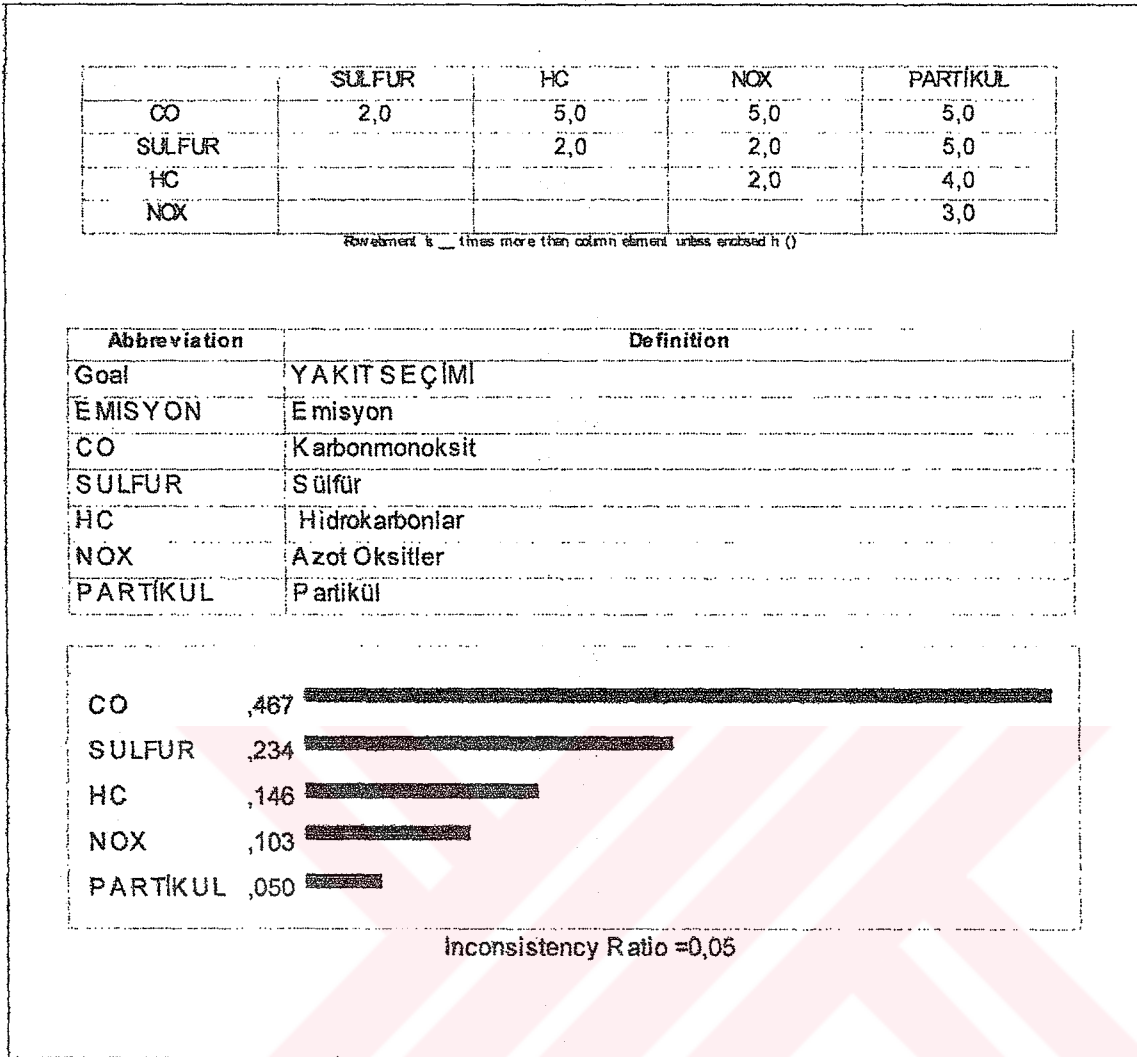 SULFUR HC NOX PARTİKUL
CO 2,0 5,0 5,0 5,0
SULFUR 2,0 2,0 5,0
HC 2,0 4,0
NOX 3,0
Row element is __ times more than column element unless enclosed in ()
Abbreviation Definition
Goal YAKIT SEÇİMİ
EMISYON Emisyon
CO Karbonmonoksit
SULFUR Sülfür
HC Hidrokarbonlar
NOX Azot Oksitler
PARTİKUL Partikül
CO ,467
SULFUR ,234
HC ,146
NOX ,103
PARTİKUL ,050
Inconsistency Ratio =0,05